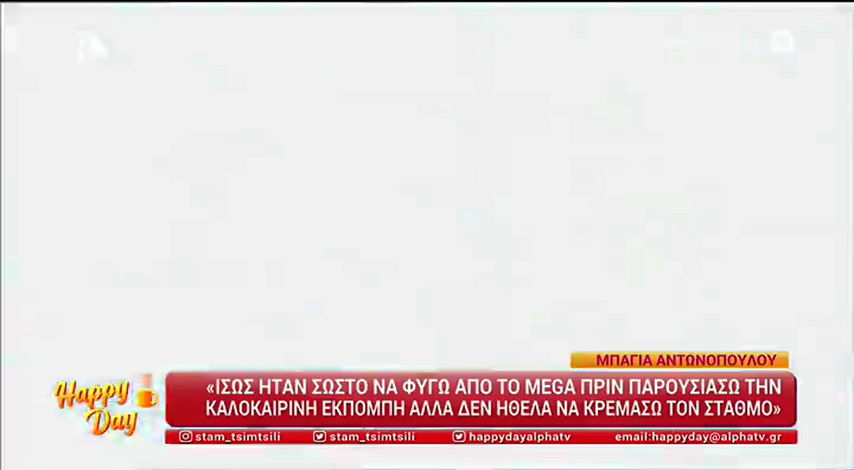 ΜΠΑΓΙΑ ΑΝΤΩΝΟΠΟΥΛΟΥ
Happy
Day
«ΙΣΩΣ ΗΤΑΝ ΣΩΣΤΟ ΝΑ ΦΥΓΩ ΑΠΟ ΤΟ MEGA ΠΡΙΝ ΠΑΡΟΥΣΙΑΣΩ ΤΗΝ
ΚΑΛΟΚΑΙΡΙΝΗ ΕΚΠΟΜΠΗ ΑΛΛΑ ΔΕΝ ΗΘΕΛΑ ΝΑ ΚΡΕΜΑΣΩ ΤΟΝ ΣΤΑΘΜΟ»
stam_tsimtsili stam_tsimtsili happydayalphatv email:happyday@alphatv.gr